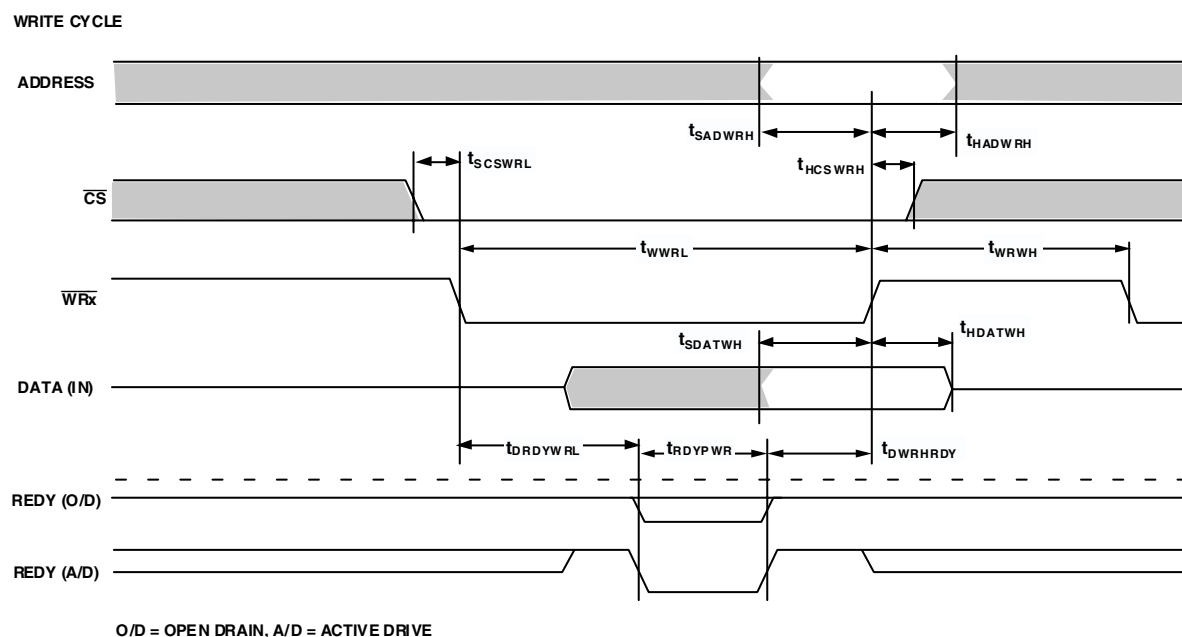 WRITE CYCLE
ADDRESS
tSADWRH
tHADWRH
tSCSWRL
tHCSWRH
CS
tWWRL
tWRWH
WRx
tSDATWH
tHDATWH
DATA (IN)
tDRDYWRL
tRDYPWR
tDWRHRDY
REDY (O/D)
REDY (A/D)
O/D = OPEN DRAIN, A/D = ACTIVE DRIVE